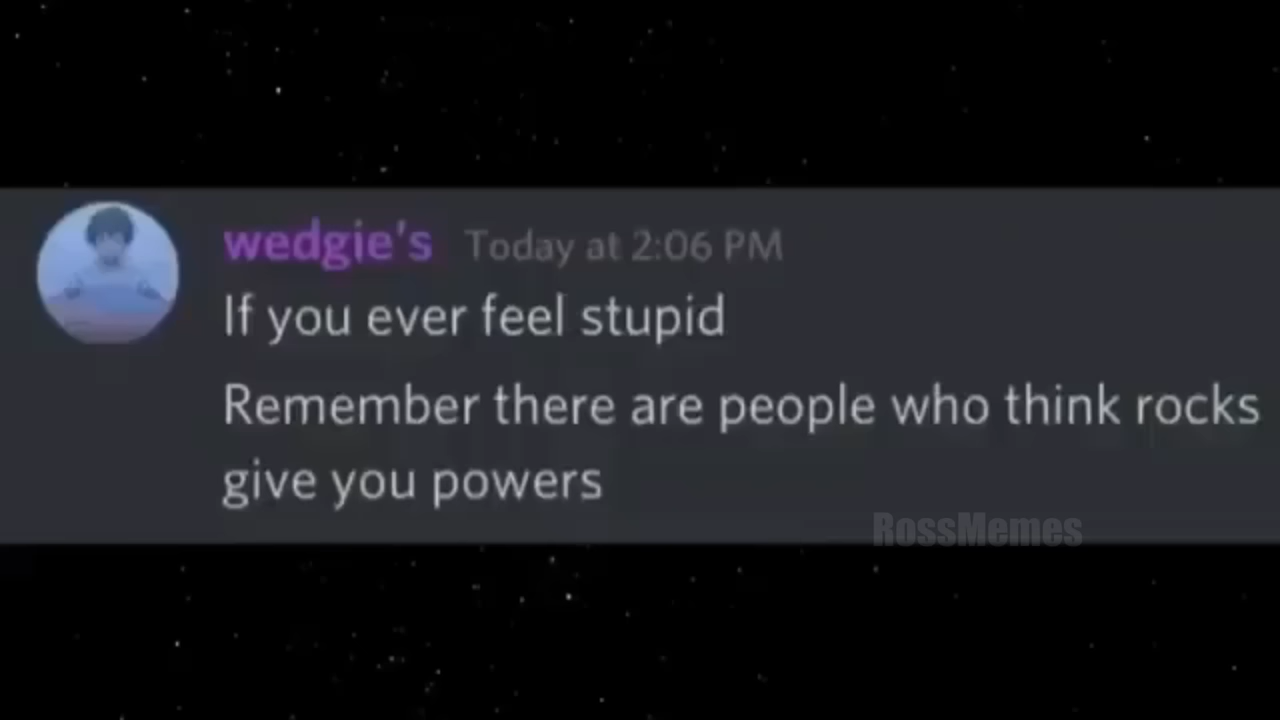 wedgie's Today at 2:06 PM
If you ever feel stupid
Remember there are people who think rocks
give you powers
RossMemes